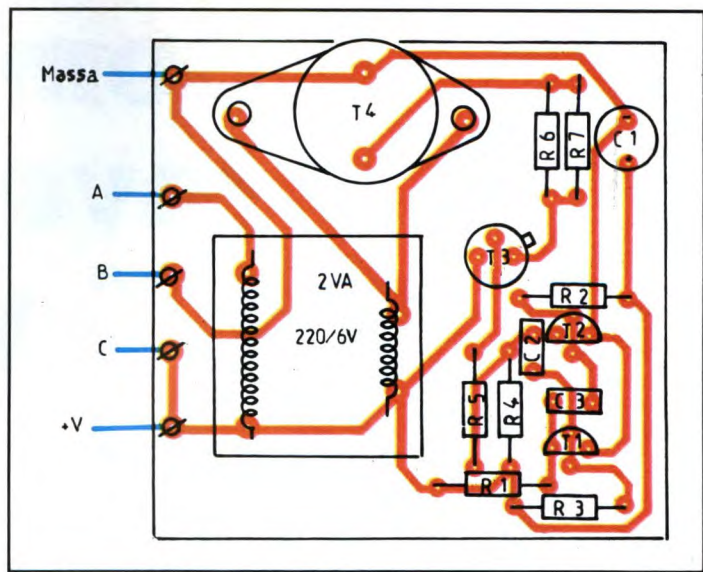 Massa
A
B
C
+V
T4
R6
R7
C1
-
+
T3
2VA
220/6V
R2
T2
C2
C3
T1
R5
R4
R1
R3